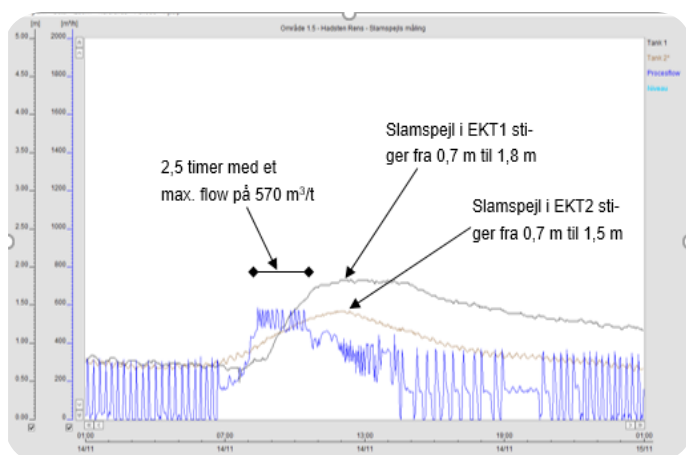 [m]
[m³/h]
Område 1.5 - Hadsten Rens - Slamspejls måling
5.00
4.50
4.00
3.50
3.00
2.50
2.00
1.50
1.00
0.50
0.00
2000
1800
1600
1400
1200
1000
800
600
400
200
0
Tank 1
Tank 2*
Procesflow
Niveau
Slamspejl i EKT1 sti-
ger fra 0,7 m til 1,8 m
2,5 timer med et
max. flow på 570 m³/t
Slamspejl i EKT2 sti-
ger fra 0,7 m til 1,5 m
01:00
14/11
07:00
14/11
13:00
14/11
19:00
14/11
01:00
15/11